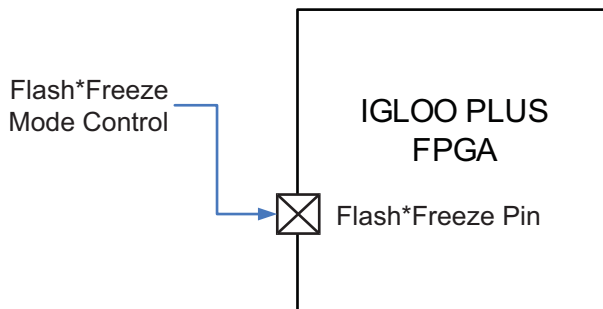 Flash*Freeze
Mode Control
IGLOO PLUS
FPGA
Flash*Freeze Pin